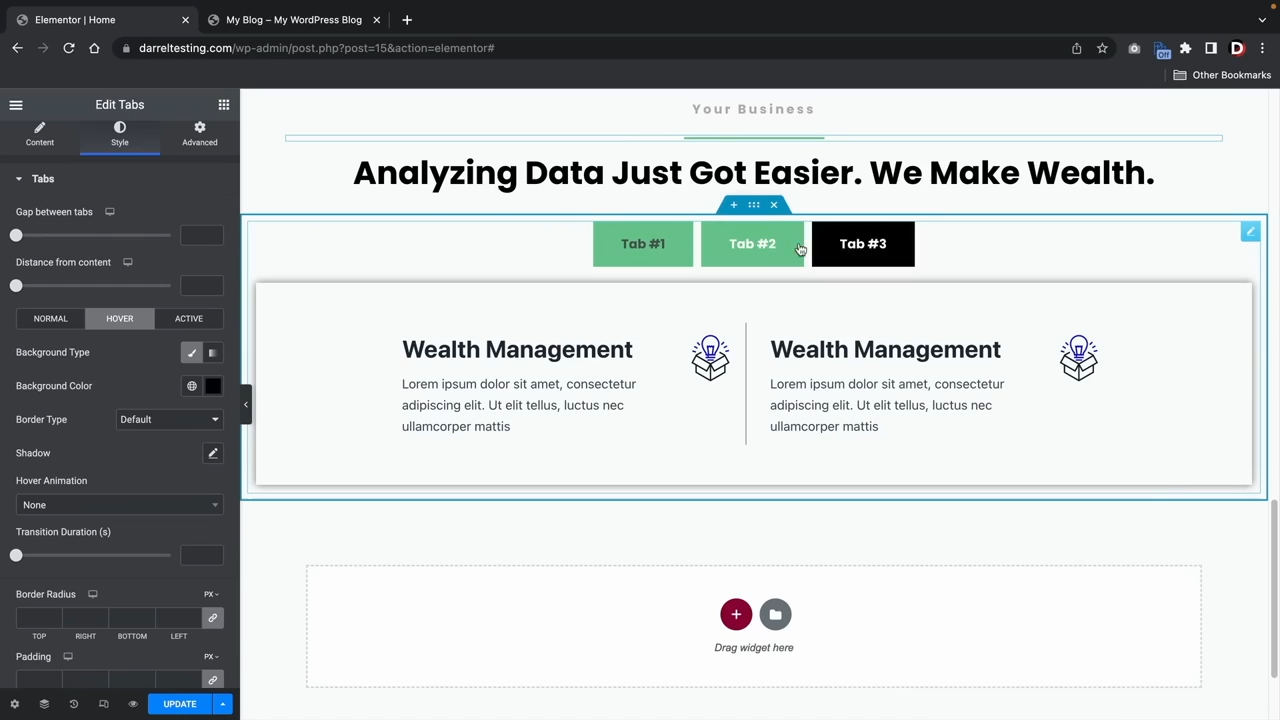 Elementor | Home
My Blog – My WordPress Blog
darreltesting.com/wp-admin/post.php?post=15&action=elementor#
Off
D
Other Bookmarks
Edit Tabs
Content
Style
Advanced
Tabs
Gap between tabs
Distance from content
NORMAL
HOVER
ACTIVE
Background Type
Background Color
Border Type
Default
Shadow
Hover Animation
None
Transition Duration (s)
Border Radius
PX
TOP
RIGHT
BOTTOM
LEFT
Padding
PX
UPDATE
Your Business
Analyzing Data Just Got Easier. We Make Wealth.
Tab #1
Tab #2
Tab #3
Wealth Management
Lorem ipsum dolor sit amet, consectetur
adipiscing elit. Ut elit tellus, luctus nec
ullamcorper mattis
Wealth Management
Lorem ipsum dolor sit amet, consectetur
adipiscing elit. Ut elit tellus, luctus nec
ullamcorper mattis
Drag widget here